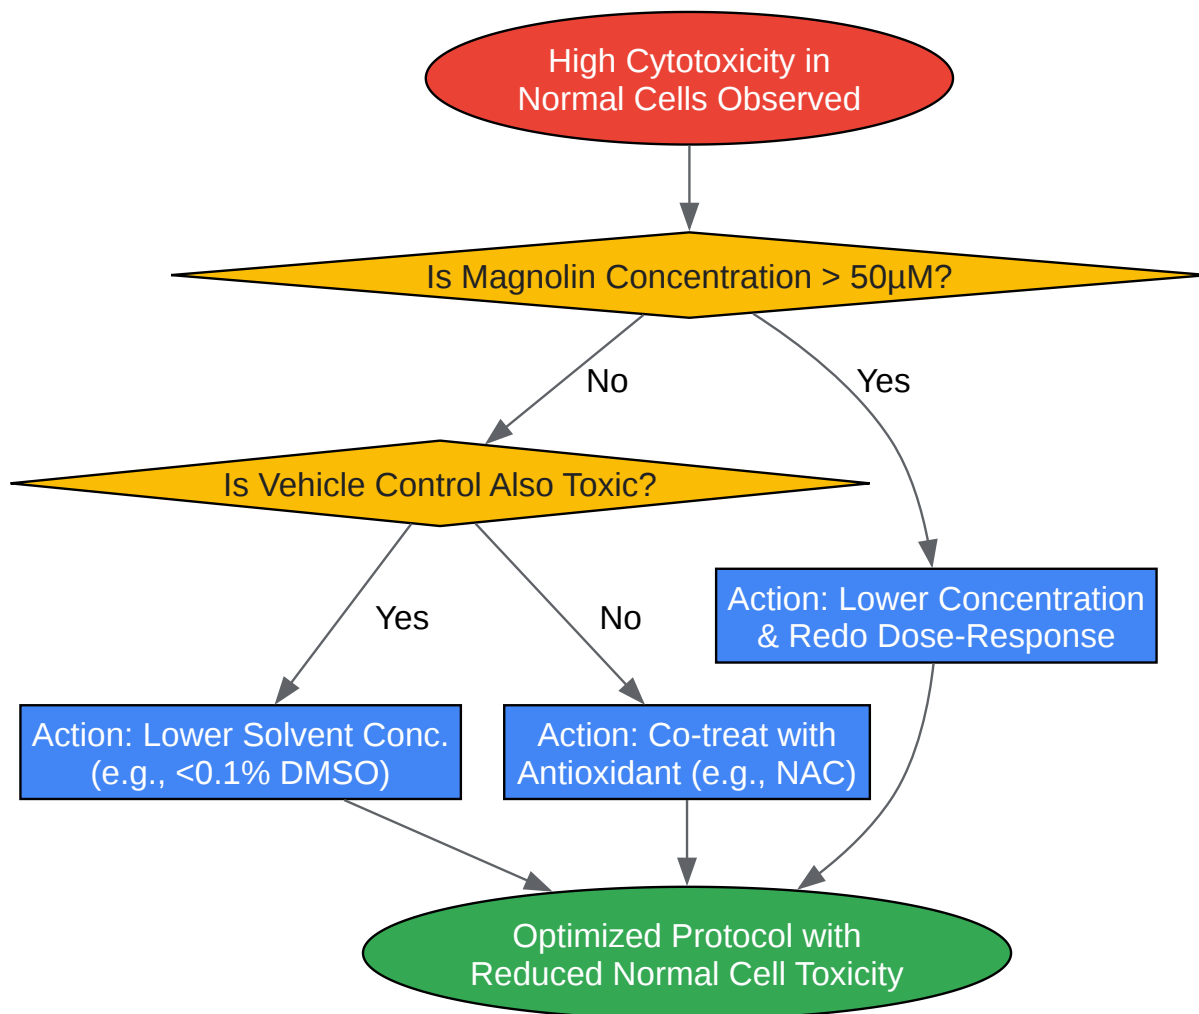 High Cytotoxicity in
Normal Cells Observed
Is Magnolin Concentration > 50µM?
No
Yes
Is Vehicle Control Also Toxic?
Yes
No
Action: Lower Concentration
& Redo Dose-Response
Action: Lower Solvent Conc.
(e.g., <0.1% DMSO)
Action: Co-treat with
Antioxidant (e.g., NAC)
Optimized Protocol with
Reduced Normal Cell Toxicity